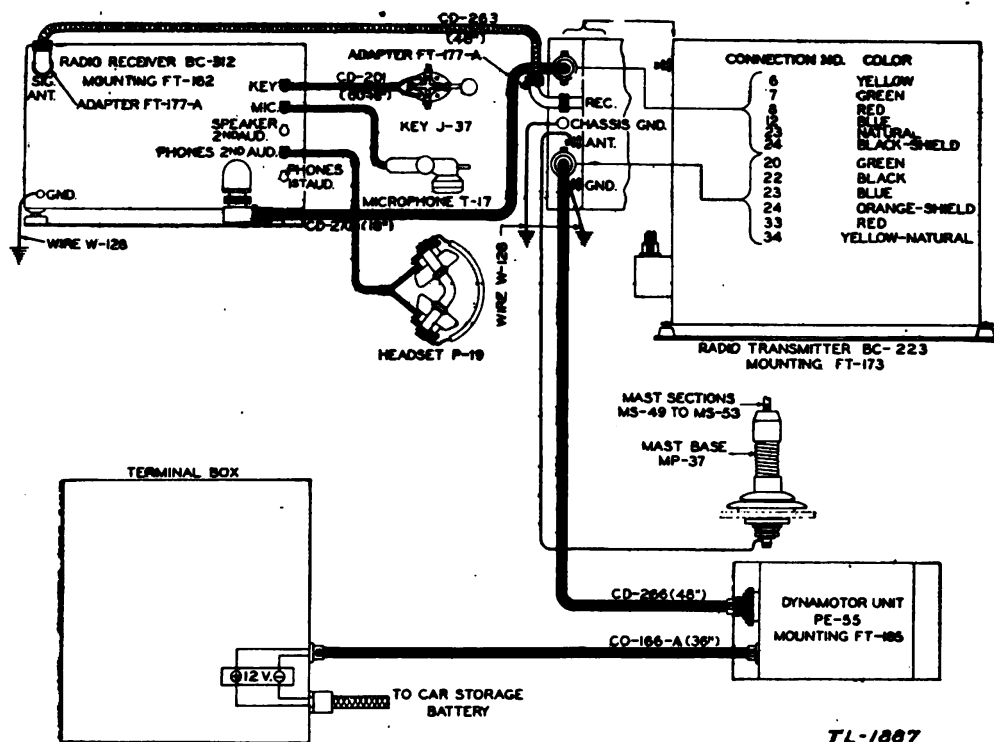 CD-263
(48")
RADIO RECEIVER BC-312
MOUNTING FT-162
SIG.
ANT.
ADAPTER FT-177-A
KEY
CD-201
MIC.
SPEAKER
2ND AUD.
PHONES 2ND AUD.
PHONES
1ST AUD.
GND.
WIRE W-128
ADAPTER FT-177-A
KEY J-37
MICROPHONE T-17
(18")
HEADSET P-19
WIRE W-128
REC.
CHASSIS GND.
ANT.
GND.
CONNECTION NO. COLOR
6 YELLOW
7 GREEN
8 RED
12 BLUE
23 NATURAL
24 BLACK-SHIELD
20 GREEN
22 BLACK
23 BLUE
24 ORANGE-SHIELD
33 RED
34 YELLOW-NATURAL
RADIO TRANSMITTER BC-223
MOUNTING FT-173
MAST SECTIONS
MS-49 TO MS-53
MAST BASE
MP-37
TERMINAL BOX
12 V.
TO CAR STORAGE
BATTERY
CD-266 (48")
CO-166-A (36")
DYNAMOTOR UNIT
PE-55
MOUNTING FT-185
TL-1887